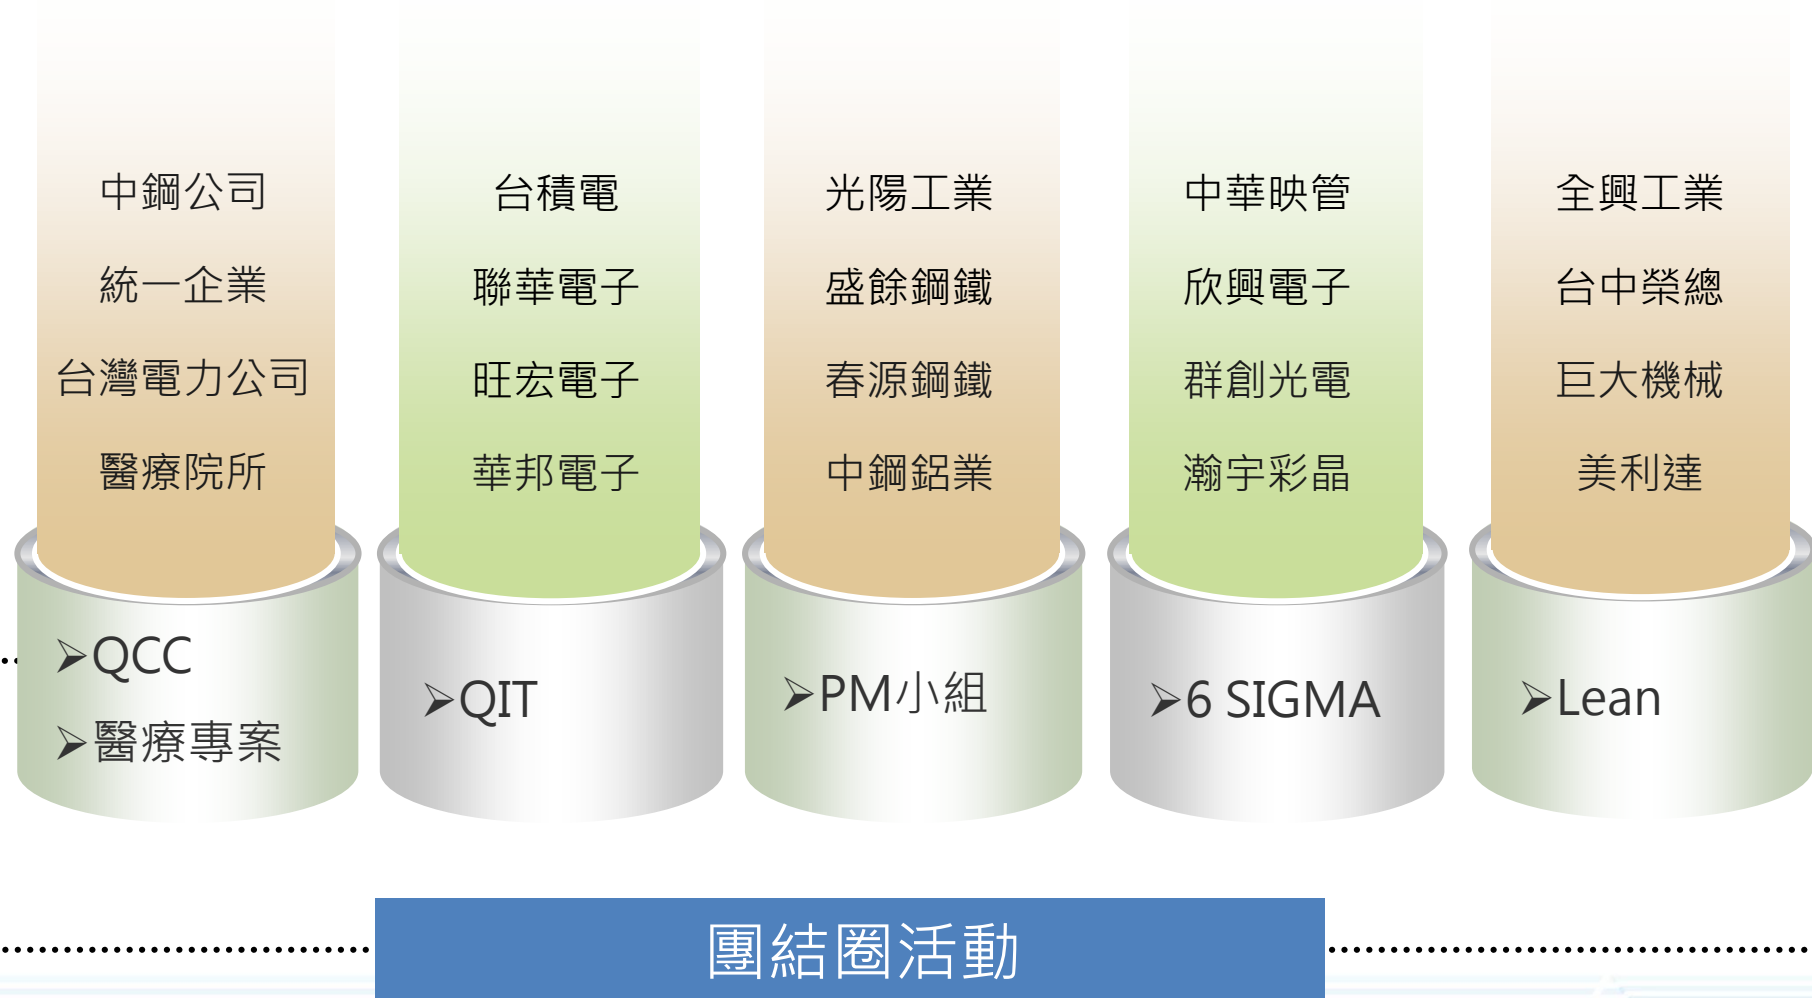 中鋼公司
統一企業
台灣電力公司
醫療院所
➢QCC
➢醫療專案
台積電
聯華電子
旺宏電子
華邦電子
➢QIT
光陽工業
盛餘鋼鐵
春源鋼鐵
中鋼鋁業
➢PM小組
中華映管
欣興電子
群創光電
瀚宇彩晶
➢6 SIGMA
全興工業
台中榮總
巨大機械
美利達
➢Lean
團結圈活動